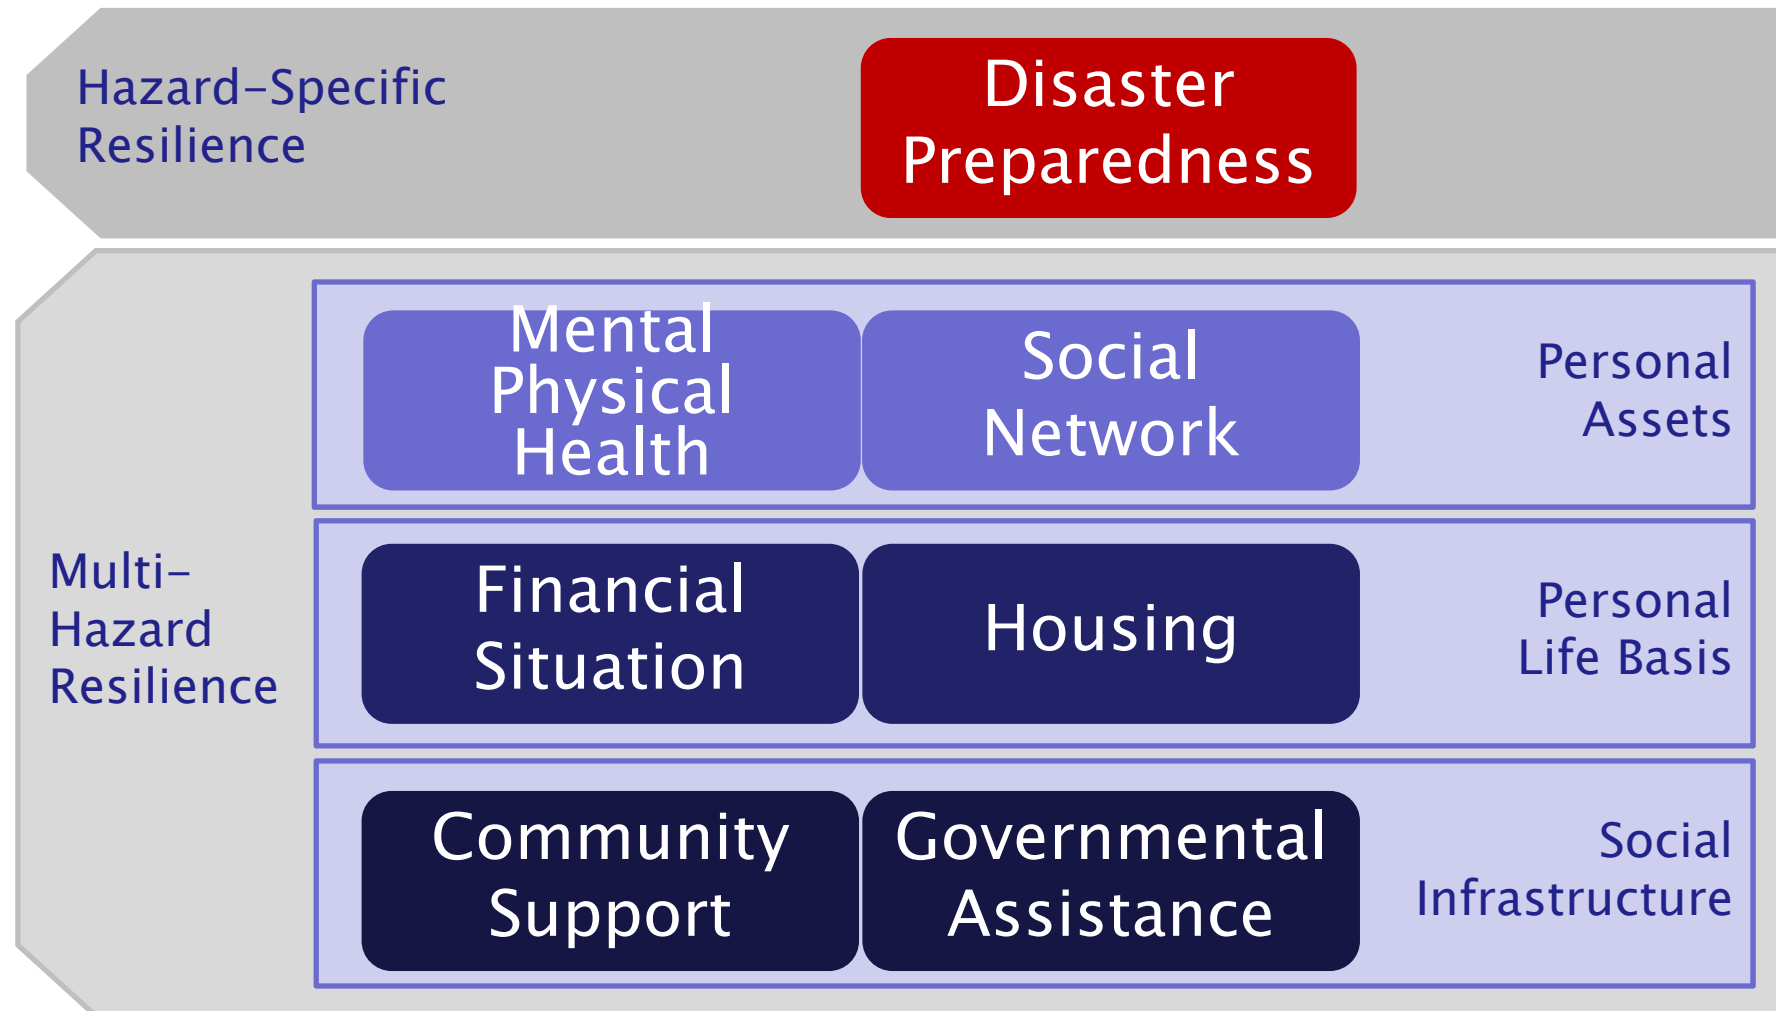 Hazard–Specific
Resilience
Disaster
Preparedness
Multi–
Hazard
Resilience
Mental
Physical
Health
Social
Network
Personal
Assets
Financial
Situation
Housing
Personal
Life Basis
Community
Support
Governmental
Assistance
Social
Infrastructure